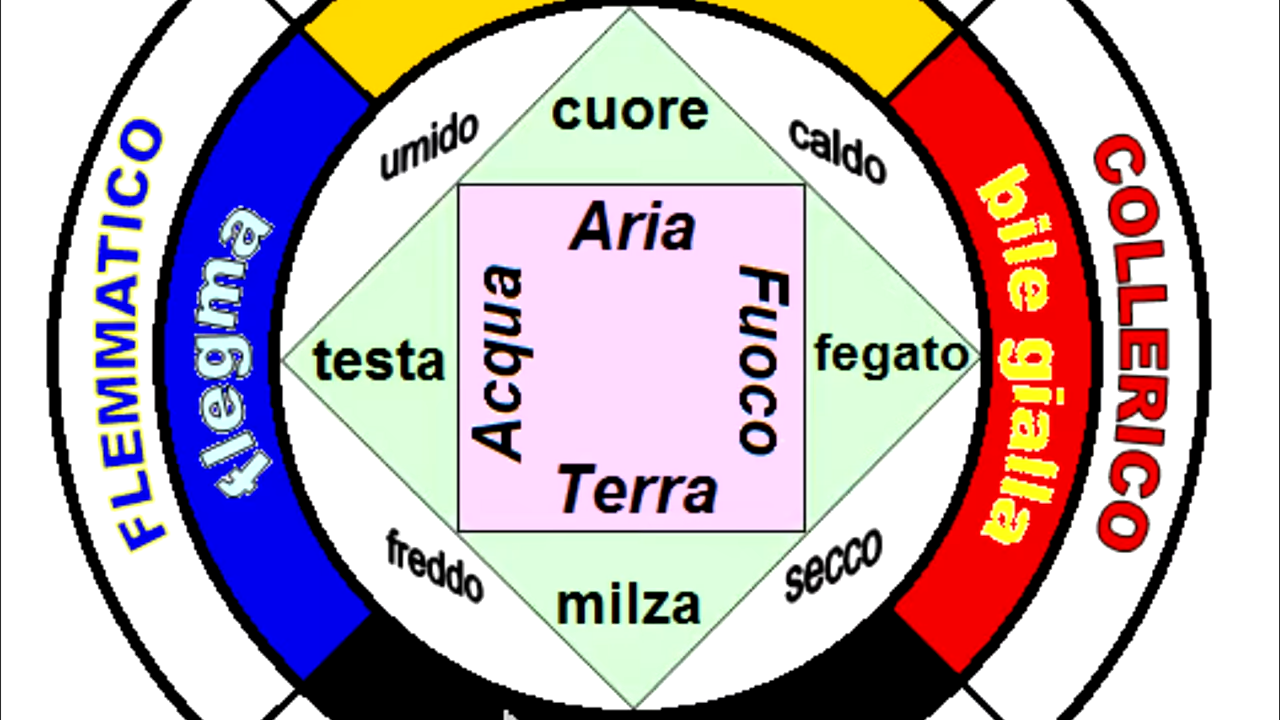 cuore
umido
caldo
Aria
FLEMMATICO
flegma
testa
Acqua
Fuoco
fegato
bile gialla
COLLERICO
Terra
freddo
secco
milza